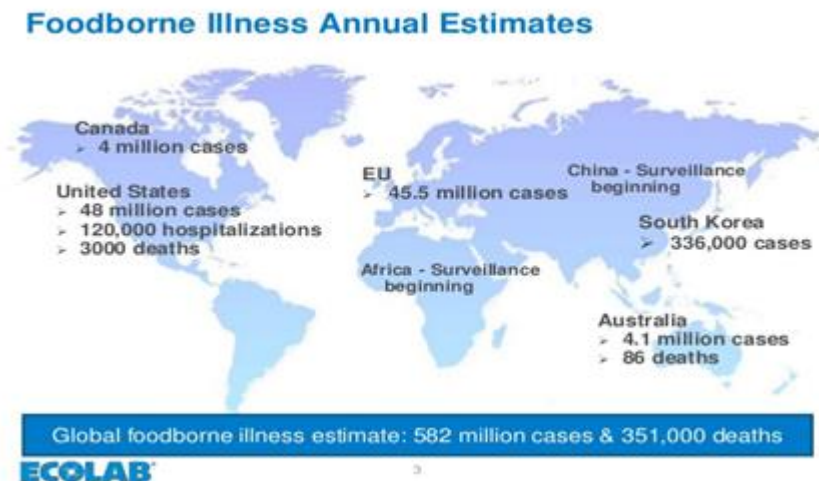 Foodborne Illness Annual Estimates
Canada
➢ 4 million cases
United States
➢ 48 million cases
➢ 120,000 hospitalizations
➢ 3000 deaths
EU
➢ 45.5 million cases
China - Surveillance
beginning
South Korea
➢ 336,000 cases
Africa - Surveillance
beginning
Australia
➢ 4.1 million cases
➢ 86 deaths
Global foodborne illness estimate: 582 million cases & 351,000 deaths
ECOLAB
3